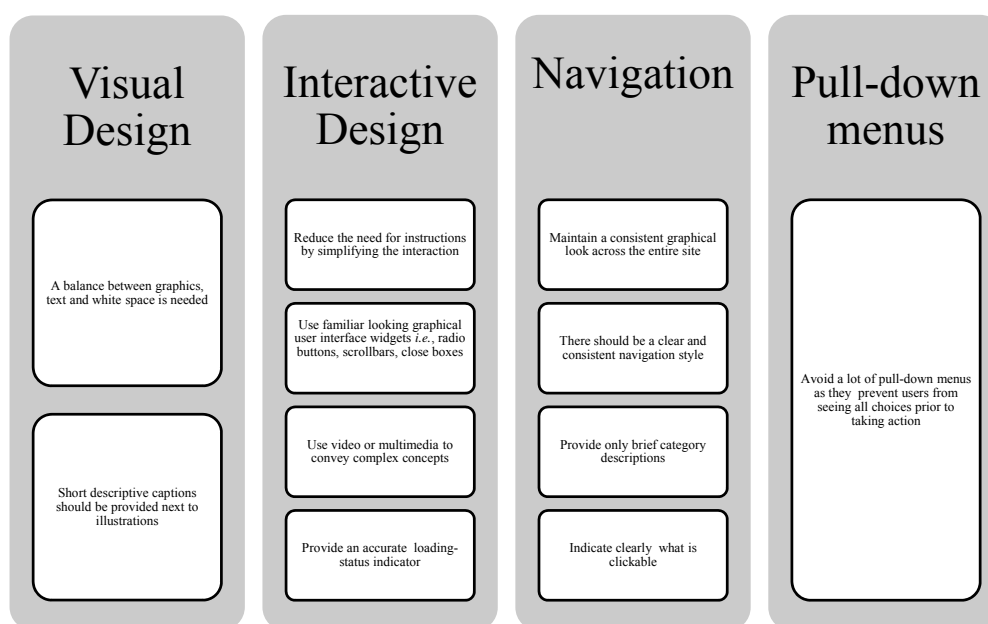 Visual
Design
A balance between graphics,
text and white space is needed
Short descriptive captions
should be provided next to
illustrations
Interactive
Design
Reduce the need for instructions
by simplifying the interaction
Use familiar looking graphical
user interface widgets i.e., radio
buttons, scrollbars, close boxes
Use video or multimedia to
convey complex concepts
Provide an accurate  loading-
status indicator
Navigation
Maintain a consistent graphical
look across the entire site
There should be a clear and
consistent navigation style
Provide only brief category
descriptions
Indicate clearly  what is
clickable
Pull-down
menus
Avoid a lot of pull-down menus
as they  prevent users from
seeing all choices prior to
taking action